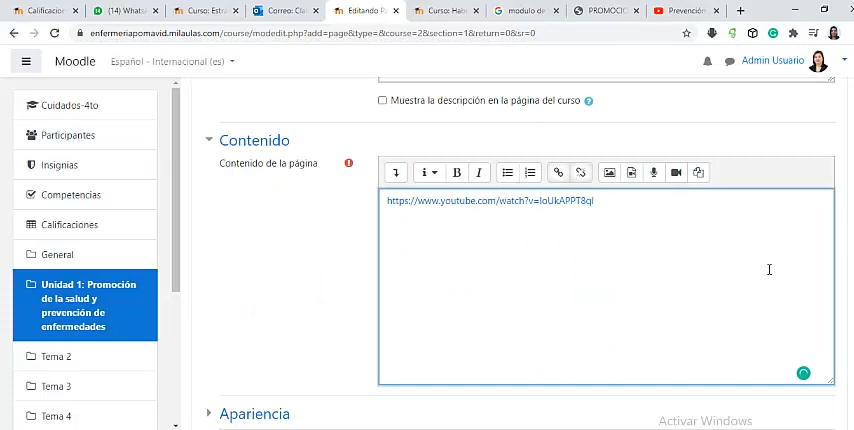 Calificacion
(14) Whats
Curso: Estra
Correo: Cla
Editando Pa
Curso: Hab
modulo de
PROMOCIO
Prevención
enfermeriapomavid.milaulas.com/course/modedit.php?add=page&type=&course=2&section=1&return=0&sr=0
Moodle
Español - Internacional (es)
Admin Usuario
Cuidados-4to
Participantes
Insignias
Competencias
Calificaciones
General
Unidad 1: Promoción
de la salud y
prevención de
enfermedades
Tema 2
Tema 3
Tema 4
Muestra la descripción en la página del curso
Contenido
Contenido de la página
B
I
https://www.youtube.com/watch?v=IoUkAPPT8qI
Apariencia
Activar Windows